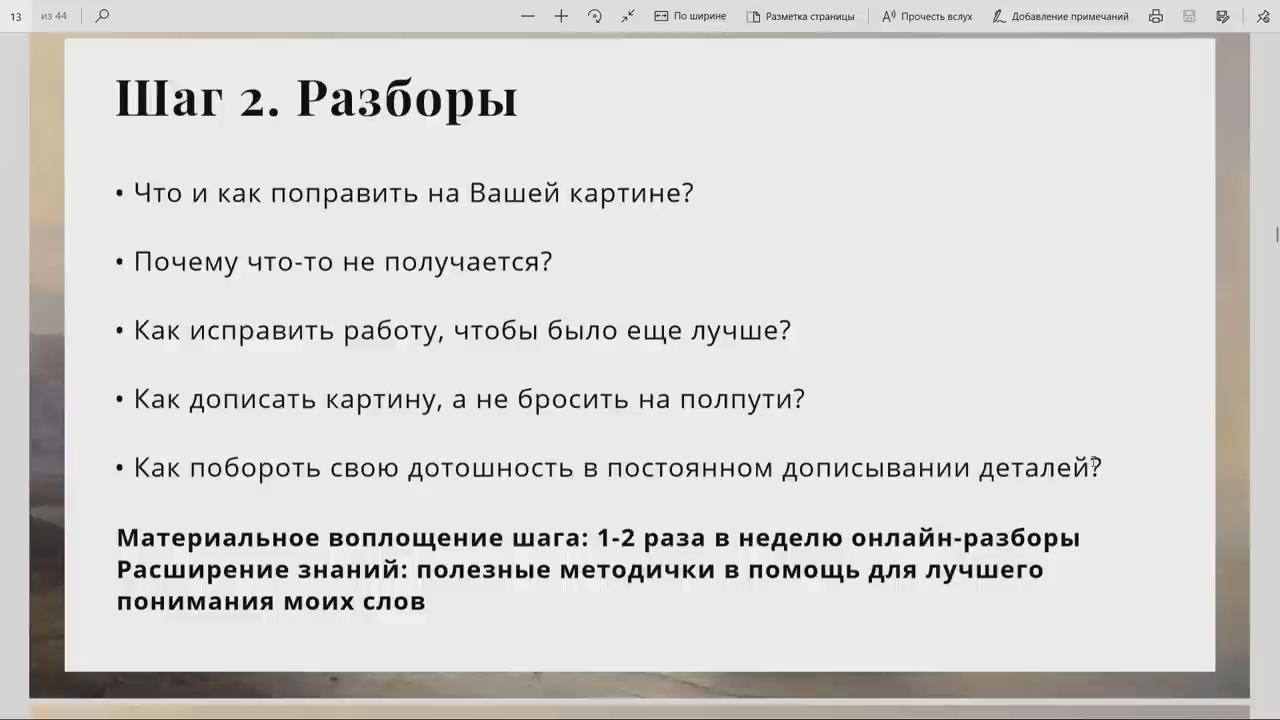 13 из 44 По ширине Разметка страницы Прочесть вслух Добавление примечаний
Шаг 2. Разборы
• Что и как поправить на Вашей картине?
• Почему что-то не получается?
• Как исправить работу, чтобы было еще лучше?
• Как дописать картину, а не бросить на полпути?
• Как побороть свою дотошность в постоянном дописывании деталей?
Материальное воплощение шага: 1-2 раза в неделю онлайн-разборы
Расширение знаний: полезные методички в помощь для лучшего
понимания моих слов